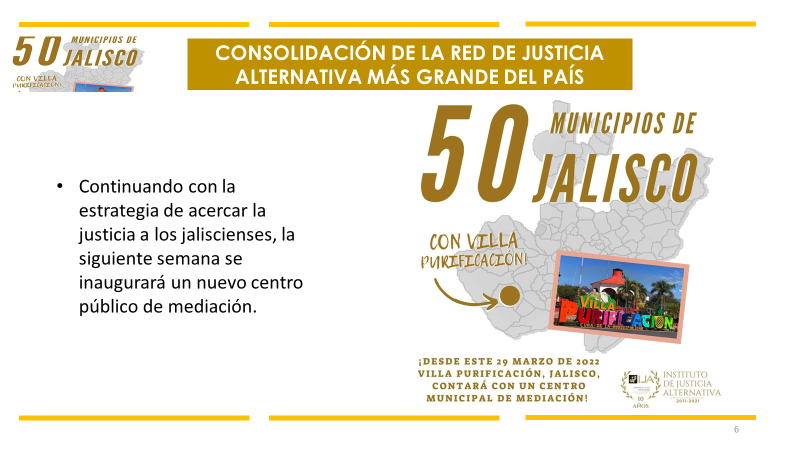 50 MUNICIPIOS DE
JALISCO
CON VILLA
PURIFICACIÓN!
CONSOLIDACIÓN DE LA RED DE JUSTICIA
ALTERNATIVA MÁS GRANDE DEL PAÍS
• Continuando con la
estrategia de acercar la
justicia a los jaliscienses, la
siguiente semana se
inaugurará un nuevo centro
público de mediación.
50 MUNICIPIOS DE
JALISCO
CON VILLA
PURIFICACIÓN!
VILLA
PURIFICACIÓN
¡DESDE ESTE 29 MARZO DE 2022
VILLA PURIFICACIÓN, JALISCO,
CONTARÁ CON UN CENTRO
MUNICIPAL DE MEDIACIÓN!
IJA
10
AÑOS
INSTITUTO
DE JUSTICIA
ALTERNATIVA
2011-2021
6